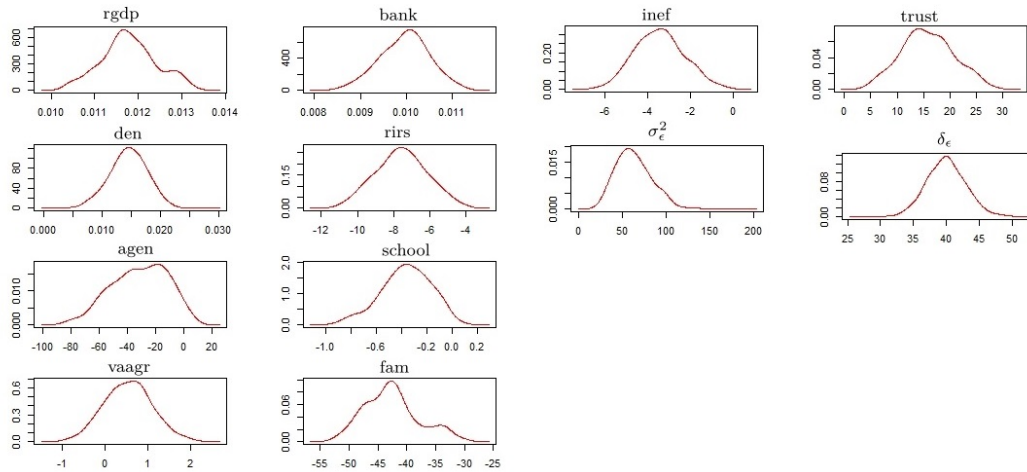 rgdp
0 300 600
0.010 0.011 0.012 0.013 0.014
bank
0 400
0.008 0.009 0.010 0.011
inef
0.00 0.20
-6 -4 -2 0
trust
0.00 0.04
0 5 10 15 20 25 30
den
0 40 80
0.000 0.010 0.020 0.030
rirs
0.00 0.15
-12 -10 -8 -6 -4
σ²ϵ
0.000 0.015
0 50 100 150 200
δϵ
0.00 0.08
25 30 35 40 45 50
agen
0.000 0.010
-100 -80 -60 -40 -20 0 20
school
0.0 1.0 2.0
-1.0 -0.6 -0.2 0.0 0.2
vaagr
0.0 0.3 0.6
-1 0 1 2
fam
0.00 0.06
-55 -50 -45 -40 -35 -30 -25